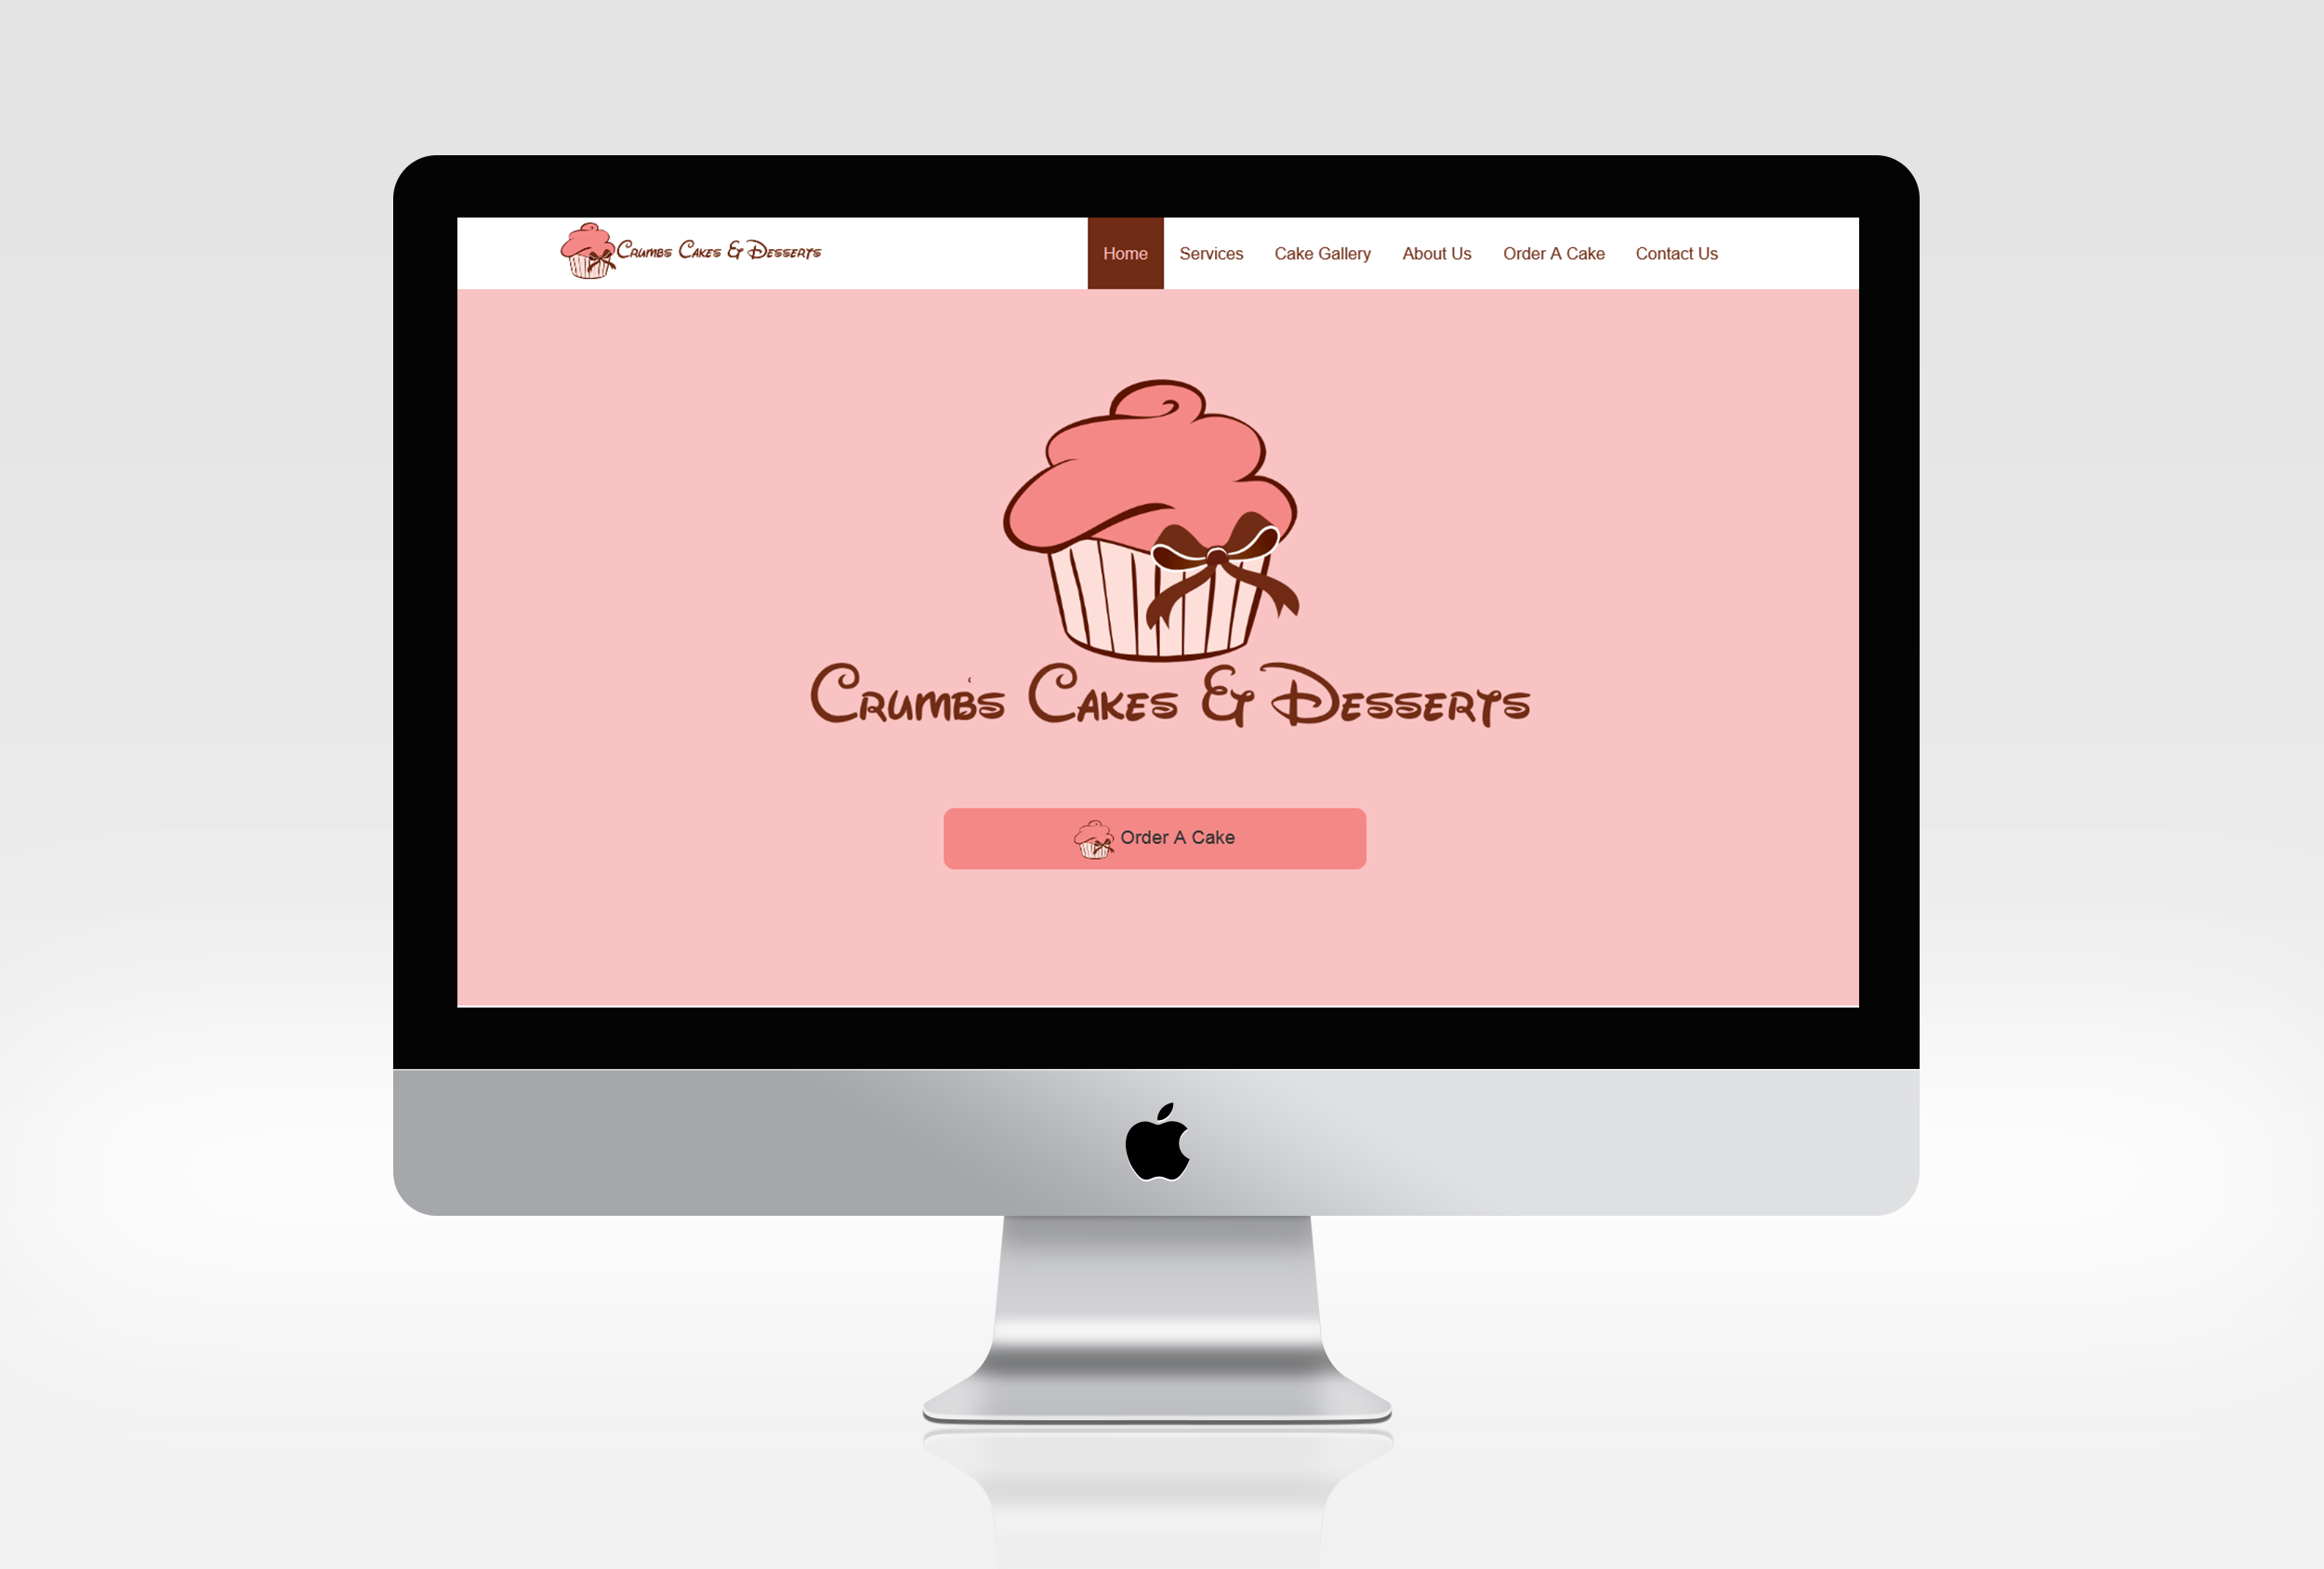 Crumbs Cakes & Desserts
Home Services Cake Gallery About Us Order A Cake Contact Us
Crumb's Cakes & Desserts
Order A Cake